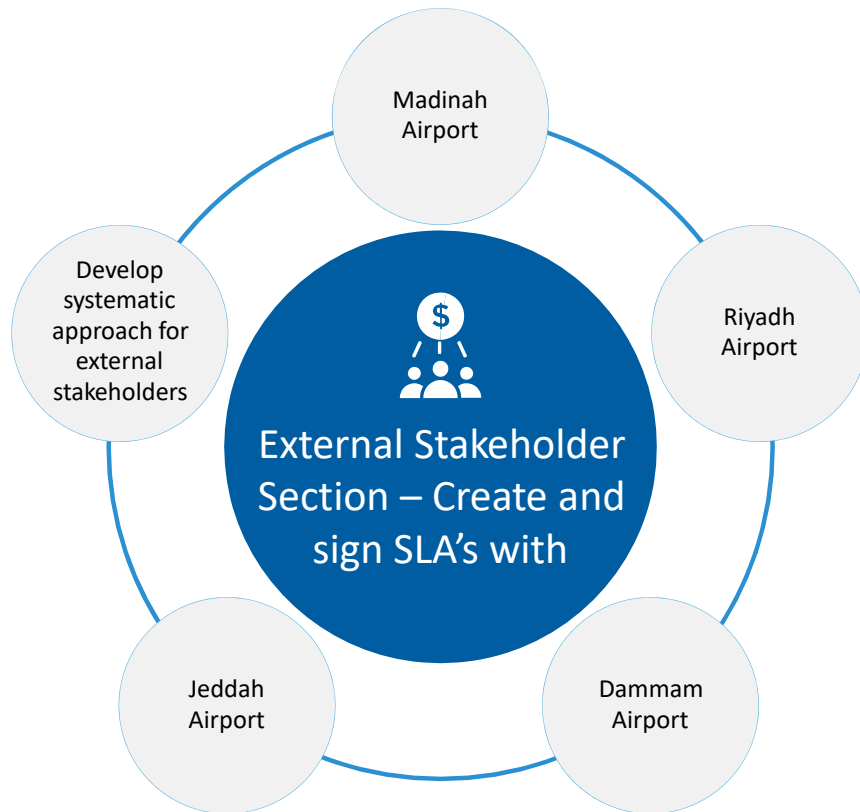 Madinah
Airport
Riyadh
Airport
Dammam
Airport
Jeddah
Airport
Develop
systematic
approach for
external
stakeholders
$
External Stakeholder
Section – Create and
sign SLA’s with